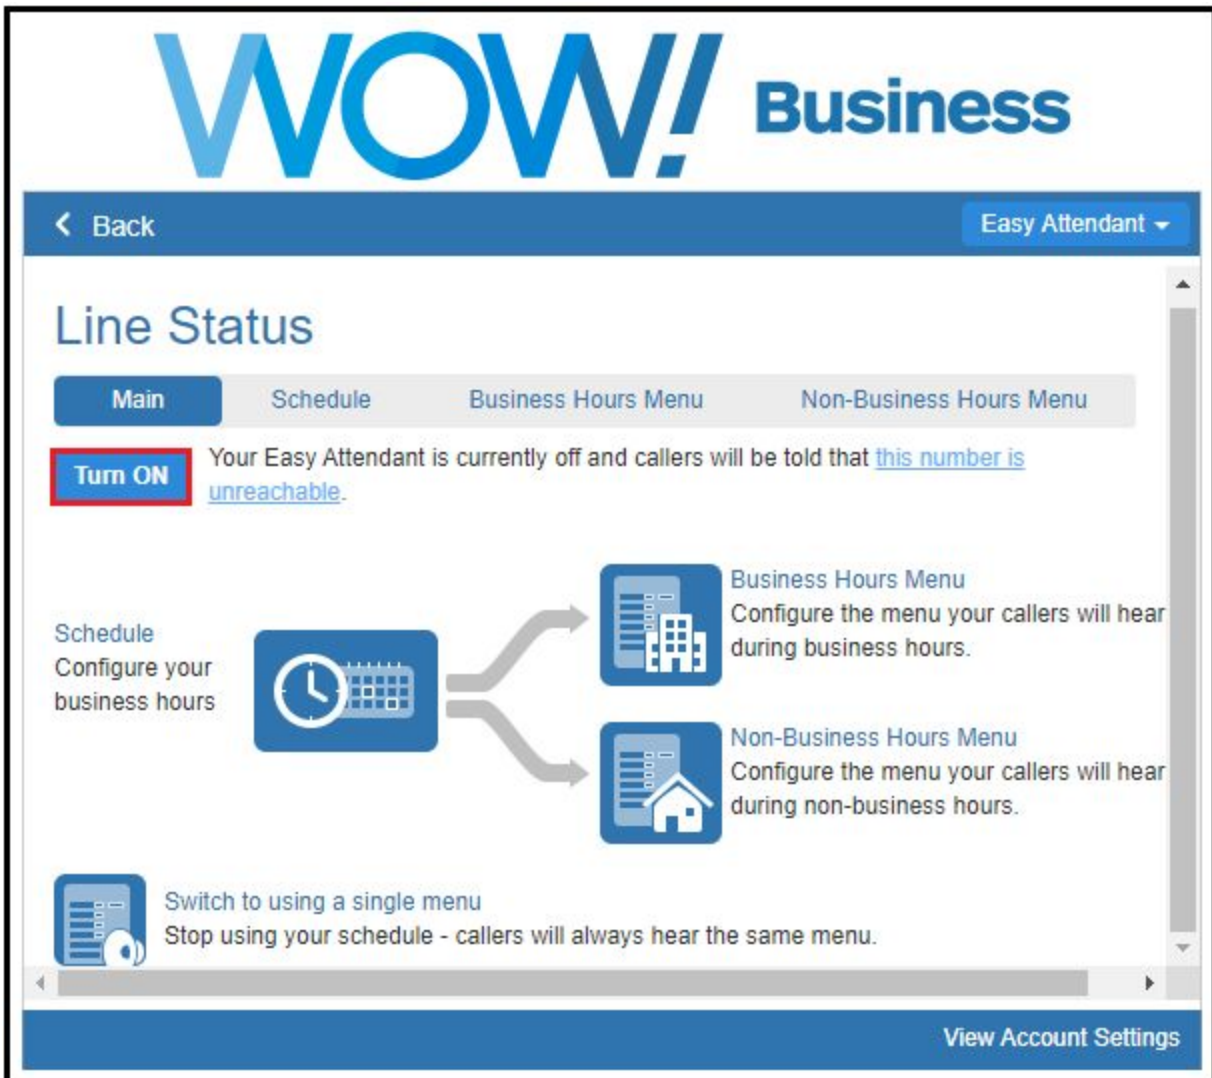 WOW! Business
Back
Easy Attendant
Line Status
Main
Schedule
Business Hours Menu
Non-Business Hours Menu
Turn ON
Your Easy Attendant is currently off and callers will be told that this number is
unreachable.
Schedule
Configure your
business hours
Business Hours Menu
Configure the menu your callers will hear
during business hours.
Non-Business Hours Menu
Configure the menu your callers will hear
during non-business hours.
Switch to using a single menu
Stop using your schedule - callers will always hear the same menu.
View Account Settings